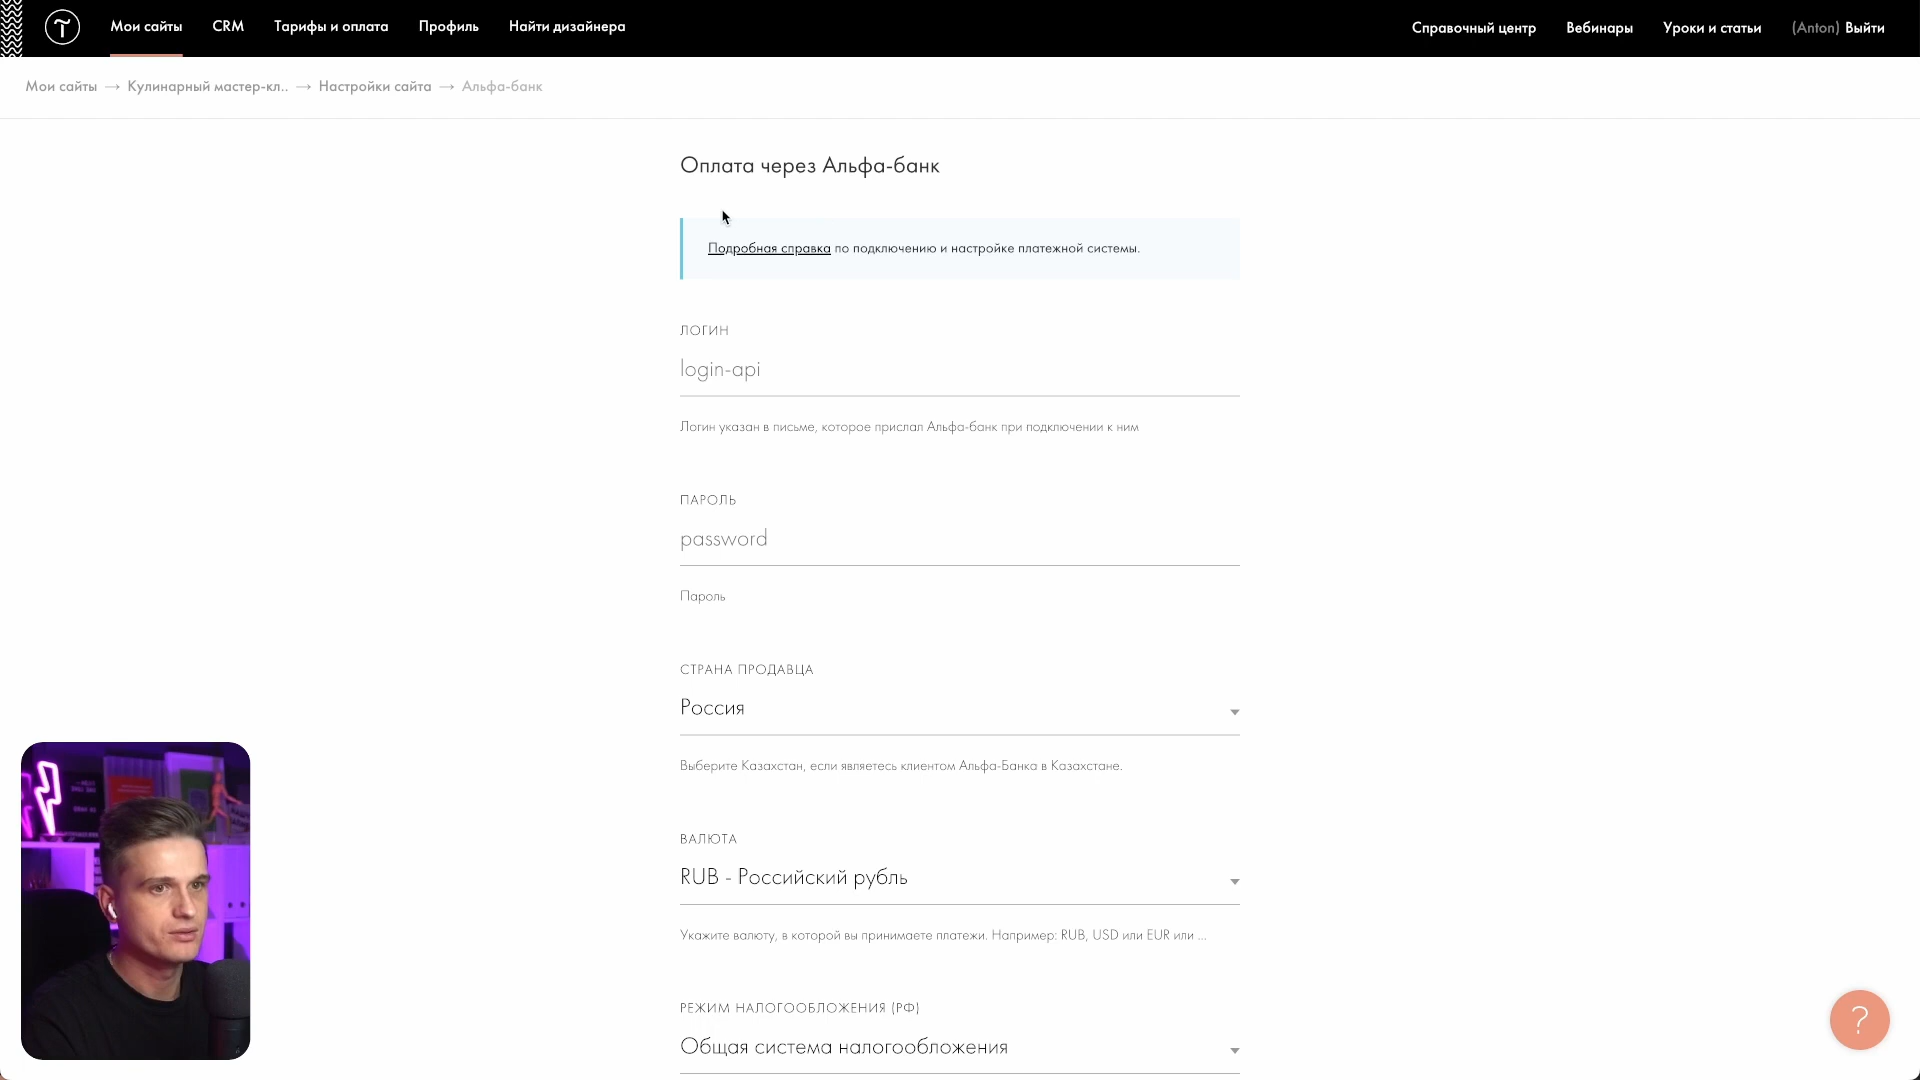 Мои сайты CRM Тарифы и оплата Профиль Найти дизайнера Справочный центр Вебинары Уроки и статьи (Anton) Выйти
Мои сайты → Кулинарный мастер-кл.. → Настройки сайта → Альфа-банк
Оплата через Альфа-банк
Подробная справка по подключению и настройке платежной системы.
ЛОГИН
login-api
Логин указан в письме, которое прислал Альфа-банк при подключении к ним
ПАРОЛЬ
password
Пароль
СТРАНА ПРОДАВЦА
Россия
Выберите Казахстан, если являетесь клиентом Альфа-Банка в Казахстане.
ВАЛЮТА
RUB - Российский рубль
Укажите валюту, в которой вы принимаете платежи. Например: RUB, USD или EUR или ...
РЕЖИМ НАЛОГООБЛОЖЕНИЯ (РФ)
Общая система налогообложения
?